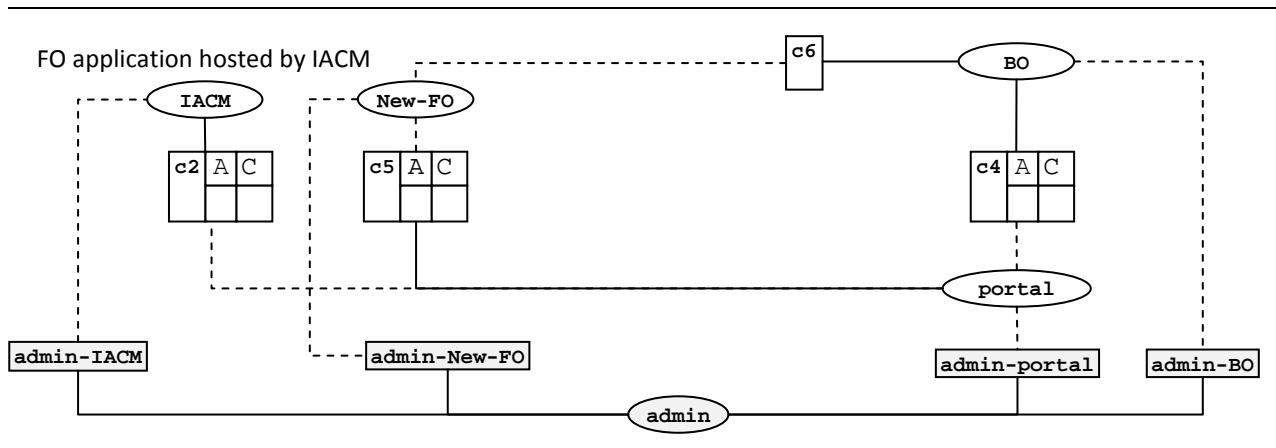 FO application hosted by IACM
c6
BO
IACM
New-FO
c2 A C
c5 A C
c4 A C
portal
admin-IACM
admin-New-FO
admin-portal
admin-BO
admin